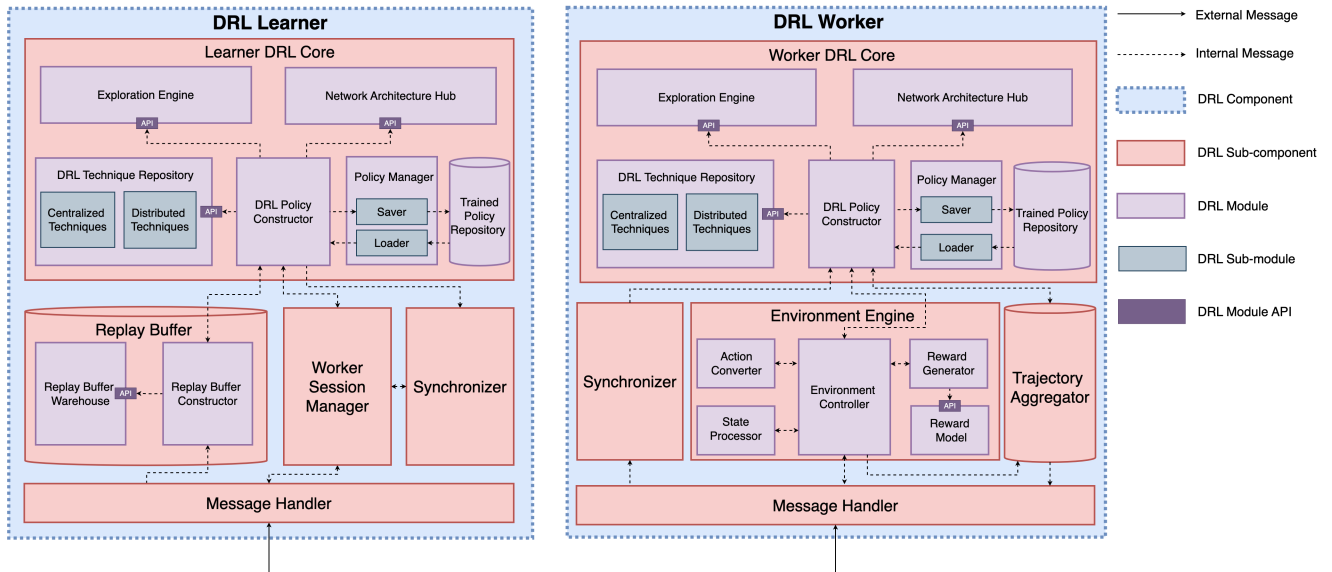 DRL Learner
Learner DRL Core
Exploration Engine
API
Network Architecture Hub
API
DRL Technique Repository
Centralized
Techniques
Distributed
Techniques
API
DRL Policy
Constructor
Policy Manager
Saver
Loader
Trained
Policy
Repository
Replay Buffer
Replay Buffer
Warehouse
API
Replay Buffer
Constructor
Worker
Session
Manager
Synchronizer
Message Handler
DRL Worker
Worker DRL Core
Exploration Engine
API
Network Architecture Hub
API
DRL Technique Repository
Centralized
Techniques
Distributed
Techniques
API
DRL Policy
Constructor
Policy Manager
Saver
Loader
Trained Policy
Repository
Synchronizer
Environment Engine
Action
Converter
State
Processor
Environment
Controller
Reward
Generator
API
Reward
Model
Trajectory
Aggregator
Message Handler
External Message
Internal Message
DRL Component
DRL Sub-component
DRL Module
DRL Sub-module
DRL Module API